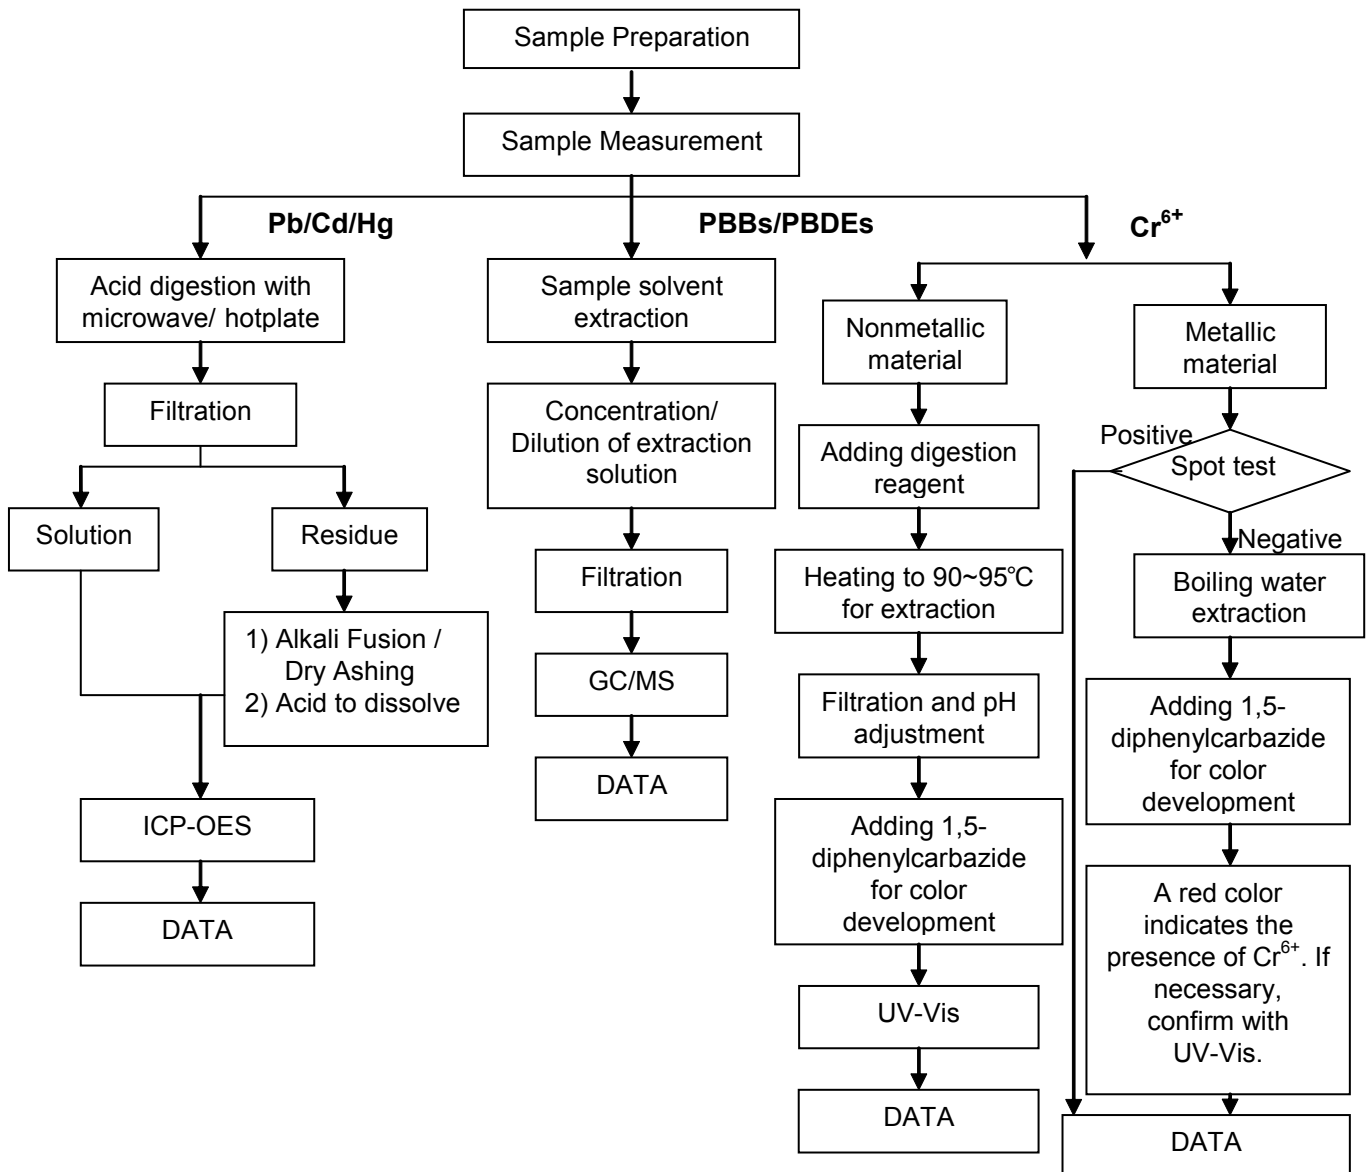 Sample Preparation
Sample Measurement
Pb/Cd/Hg
PBBs/PBDEs
Cr⁶⁺
Acid digestion with
microwave/ hotplate
Filtration
Solution
Residue
1) Alkali Fusion /
Dry Ashing
2) Acid to dissolve
ICP-OES
DATA
Sample solvent
extraction
Concentration/
Dilution of extraction
solution
Filtration
GC/MS
DATA
Nonmetallic
material
Adding digestion
reagent
Heating to 90~95℃
for extraction
Filtration and pH
adjustment
Adding 1,5-
diphenylcarbazide
for color
development
UV-Vis
DATA
Metallic
material
Positive
Spot test
Negative
Boiling water
extraction
Adding 1,5-
diphenylcarbazide
for color
development
A red color
indicates the
presence of Cr⁶⁺. If
necessary,
confirm with
UV-Vis.
DATA